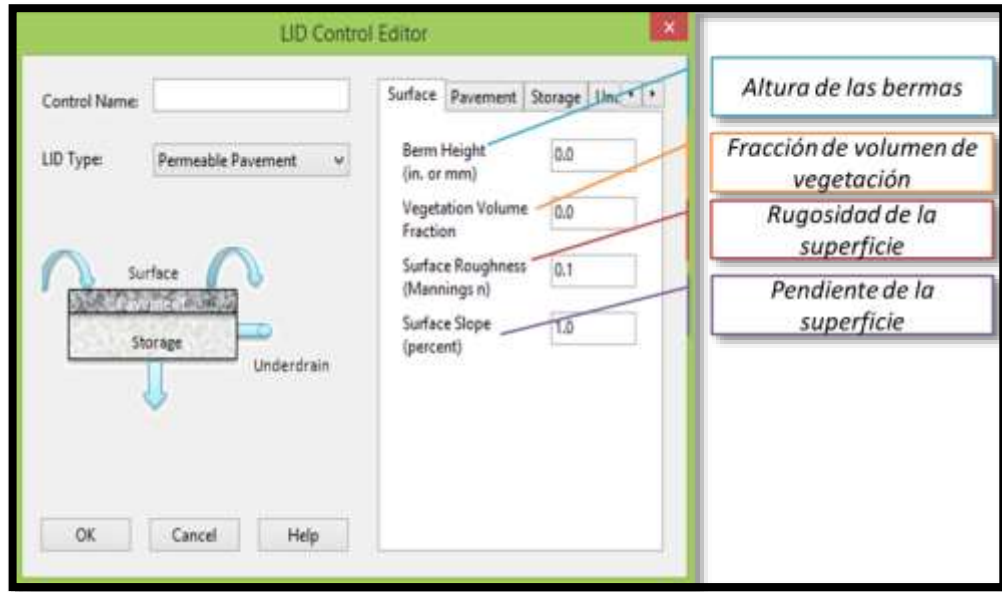 LID Control Editor
x
Control Name:
LID Type:
Permeable Pavement
Surface
Storage
Underdrain
OK
Cancel
Help
Surface Pavement Storage
Berm Height
(in. or mm)
0.0
Vegetation Volume
Fraction
0.0
Surface Roughness
(Mannings n)
0.1
Surface Slope
(percent)
1.0
Altura de las bermas
Fracción de volumen de
vegetación
Rugosidad de la
superficie
Pendiente de la
superficie